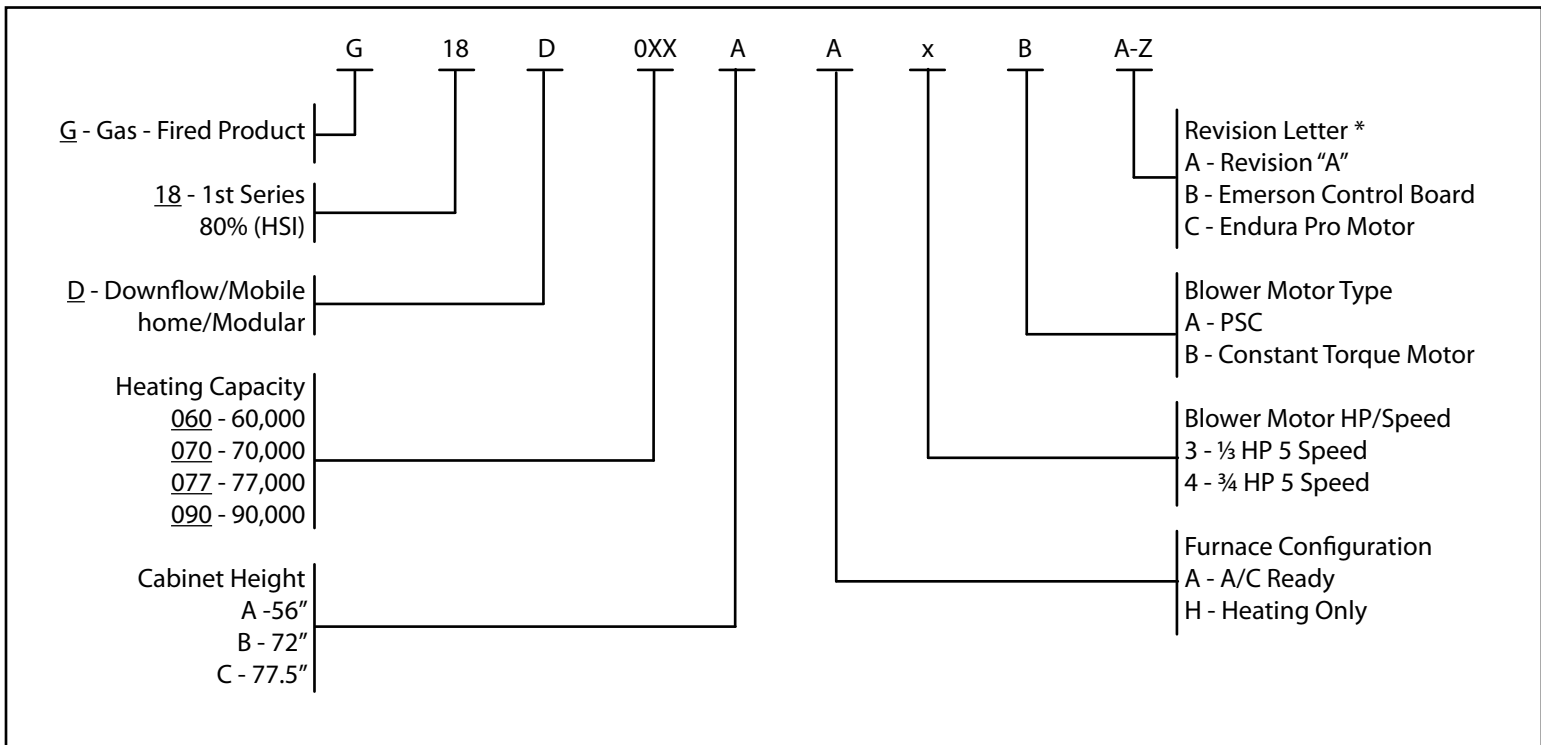 G 18 D 0XX A A x B A-Z
G - Gas - Fired Product
18 - 1st Series
80% (HSI)
D - Downflow/Mobile
home/Modular
Heating Capacity
060 - 60,000
070 - 70,000
077 - 77,000
090 - 90,000
Cabinet Height
A -56”
B - 72”
C - 77.5”
Revision Letter *
A - Revision “A”
B - Emerson Control Board
C - Endura Pro Motor
Blower Motor Type
A - PSC
B - Constant Torque Motor
Blower Motor HP/Speed
3 - ⅓ HP 5 Speed
4 - ¾ HP 5 Speed
Furnace Configuration
A - A/C Ready
H - Heating Only